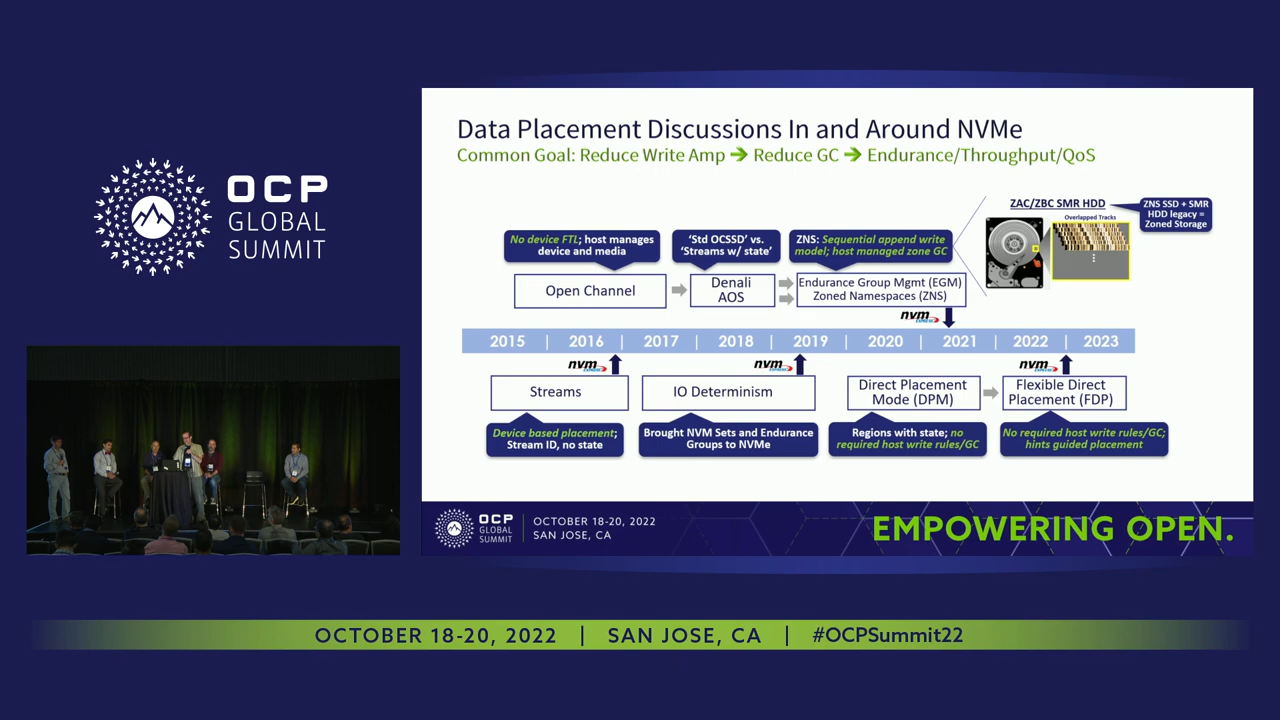 OCP
GLOBAL
SUMMIT
Data Placement Discussions In and Around NVMe
Common Goal: Reduce Write Amp ➔ Reduce GC ➔ Endurance/Throughput/QoS
ZAC/ZBC SMR HDD
Overlapped Tracks
ZNS SSD + SMR
HDD legacy =
Zoned Storage
No device FTL; host manages
device and media
'Std OCSSD' vs.
'Streams w/ state'
ZNS: Sequential append write
model; host managed zone GC
Open Channel
Denali
AOS
Endurance Group Mgmt (EGM)
Zoned Namespaces (ZNS)
nvm
EXPRESS
2015 | 2016 | 2017 | 2018 | 2019 | 2020 | 2021 | 2022 | 2023
nvm
EXPRESS
nvm
EXPRESS
nvm
EXPRESS
Streams
IO Determinism
Direct Placement
Mode (DPM)
Flexible Direct
Placement (FDP)
Device based placement;
Stream ID, no state
Brought NVM Sets and Endurance
Groups to NVMe
Regions with state; no
required host write rules/GC
No required host write rules/GC;
hints guided placement
OCP
GLOBAL
SUMMIT
OCTOBER 18-20, 2022
SAN JOSE, CA
EMPOWERING OPEN.
OCTOBER 18-20, 2022 | SAN JOSE, CA | #OCPSummit22